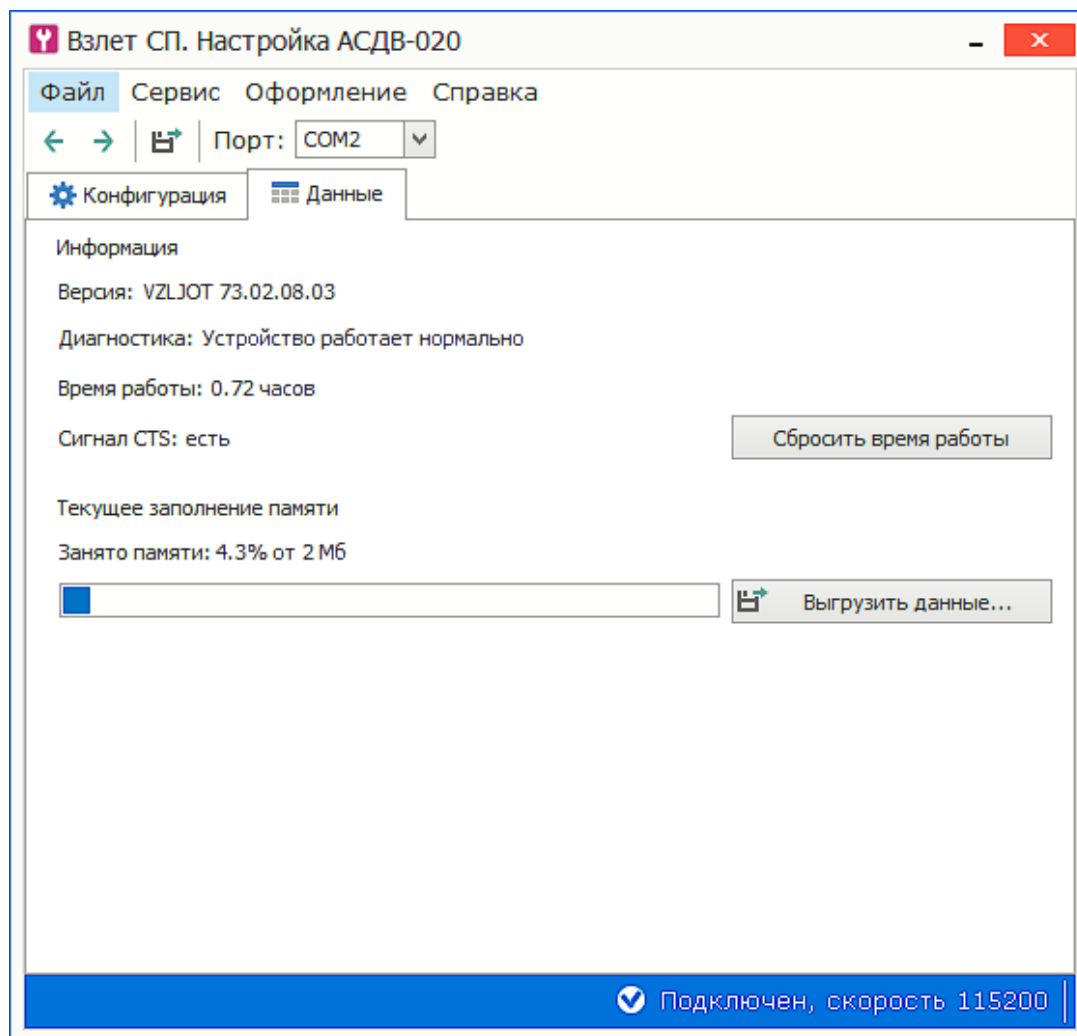 Взлет СП. Настройка АСДВ-020
Файл Сервис Оформление Справка
Порт: COM2
Конфигурация Данные
Информация
Версия: VZLJOT 73.02.08.03
Диагностика: Устройство работает нормально
Время работы: 0.72 часов
Сигнал CTS: есть
Сбросить время работы
Текущее заполнение памяти
Занято памяти: 4.3% от 2 Мб
Выгрузить данные...
Подключен, скорость 115200